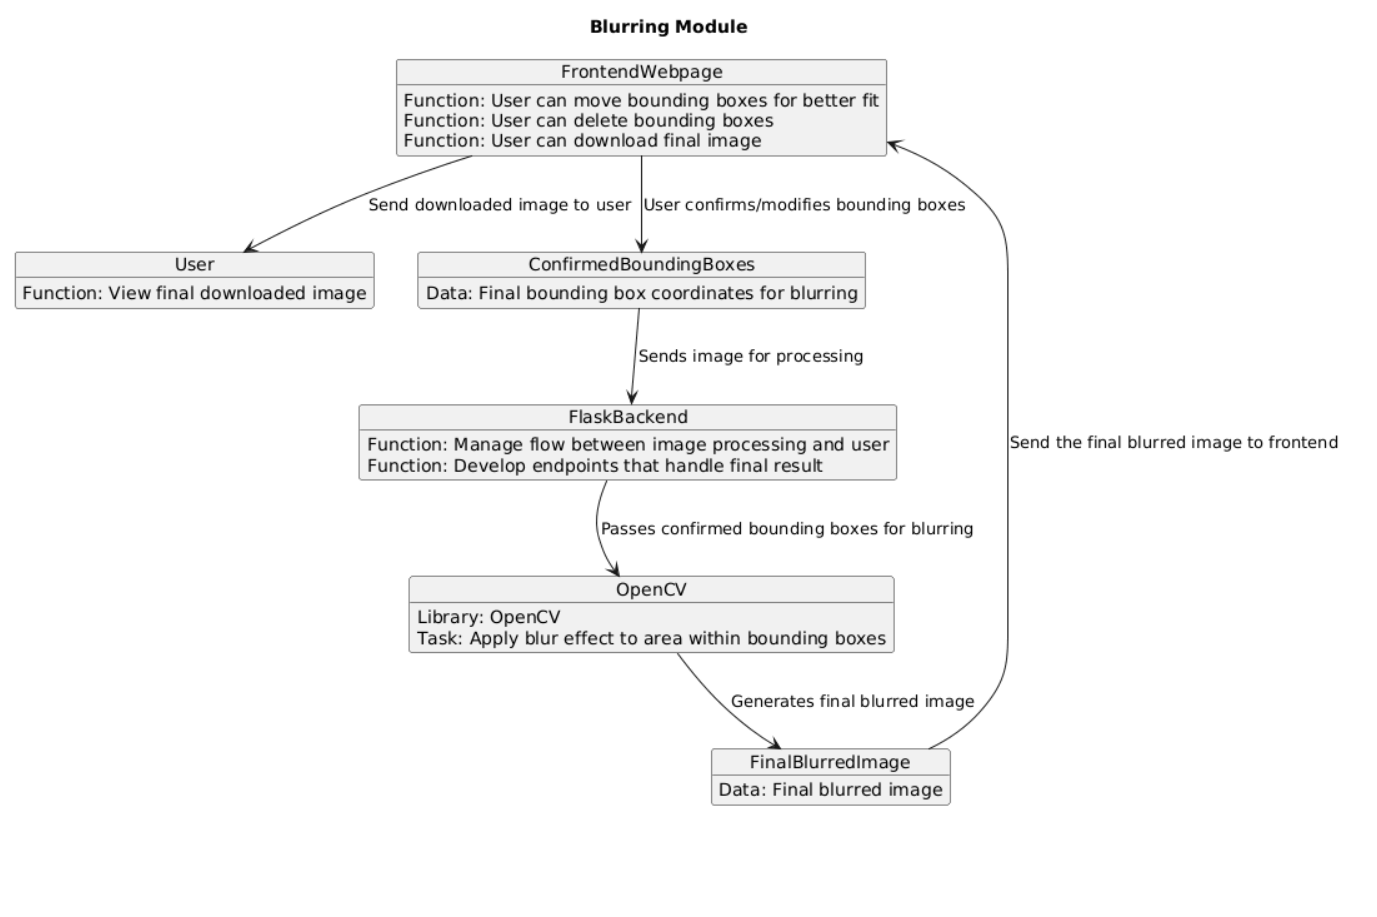 Blurring Module
FrontendWebpage
Function: User can move bounding boxes for better fit
Function: User can delete bounding boxes
Function: User can download final image
Send downloaded image to user
User confirms/modifies bounding boxes
User
Function: View final downloaded image
ConfirmedBoundingBoxes
Data: Final bounding box coordinates for blurring
Sends image for processing
FlaskBackend
Function: Manage flow between image processing and user
Function: Develop endpoints that handle final result
Send the final blurred image to frontend
Passes confirmed bounding boxes for blurring
OpenCV
Library: OpenCV
Task: Apply blur effect to area within bounding boxes
Generates final blurred image
FinalBlurredImage
Data: Final blurred image